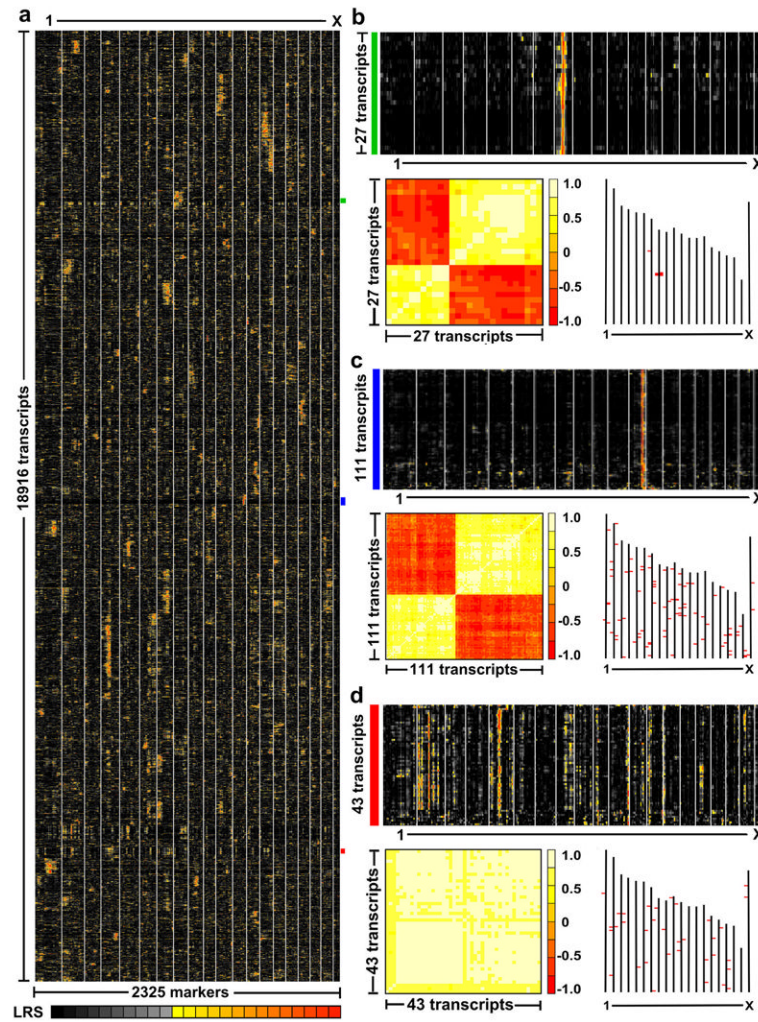 a
1 X
18916 transcripts
2325 markers
LRS
b
27 transcripts
1 X
27 transcripts
27 transcripts
1.0
0.5
0
-0.5
-1.0
1 X
c
111 trancsrpits
1 X
111 transcripts
111 transcripts
1.0
0.5
0
-0.5
-1.0
1 X
d
43 transcripts
1 X
43 transcripts
43 transcripts
1.0
0.5
0
-0.5
-1.0
1 X